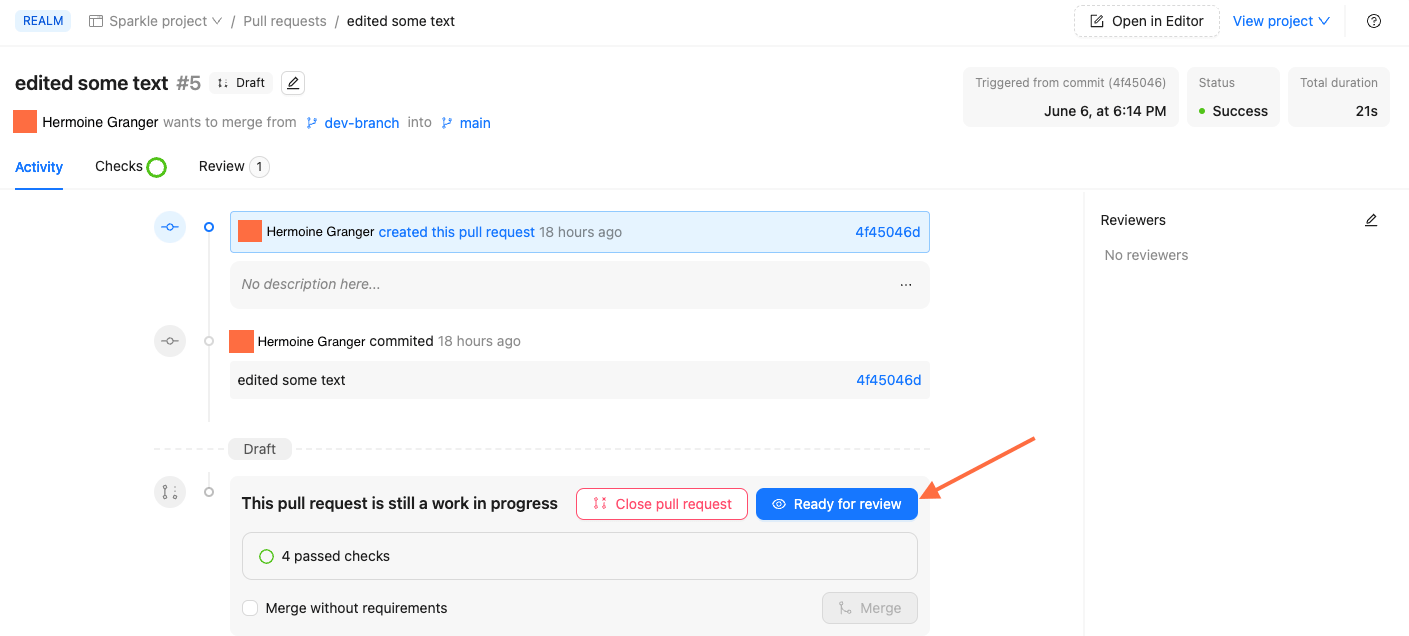 REALM Sparkle project / Pull requests / edited some text Open in Editor View project
edited some text #5 Draft
Hermoine Granger wants to merge from dev-branch into main
Triggered from commit (4f45046) Status Total duration
June 6, at 6:14 PM Success 21s
Activity Checks Review 1
Hermoine Granger created this pull request 18 hours ago 4f45046d
No description here... ...
Hermoine Granger commited 18 hours ago
edited some text 4f45046d
Draft
This pull request is still a work in progress Close pull request Ready for review
4 passed checks
Merge without requirements Merge
Reviewers
No reviewers